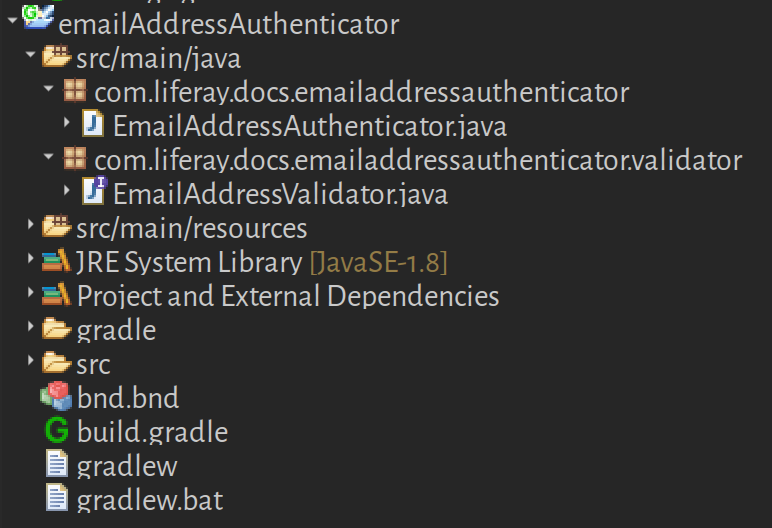 emailAddressAuthenticator
src/main/java
com.liferay.docs.emailaddressauthenticator
EmailAddressAuthenticator.java
com.liferay.docs.emailaddressauthenticator.validator
EmailAddressValidator.java
src/main/resources
JRE System Library [JavaSE-1.8]
Project and External Dependencies
gradle
src
bnd.bnd
build.gradle
gradlew
gradlew.bat